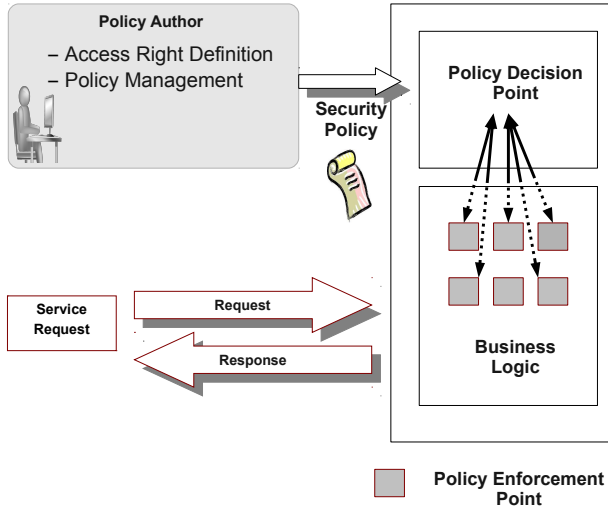 Policy Author
– Access Right Definition
– Policy Management
Security
Policy
Policy Decision
Point
Service
Request
Request
Response
Business
Logic
Policy Enforcement
Point